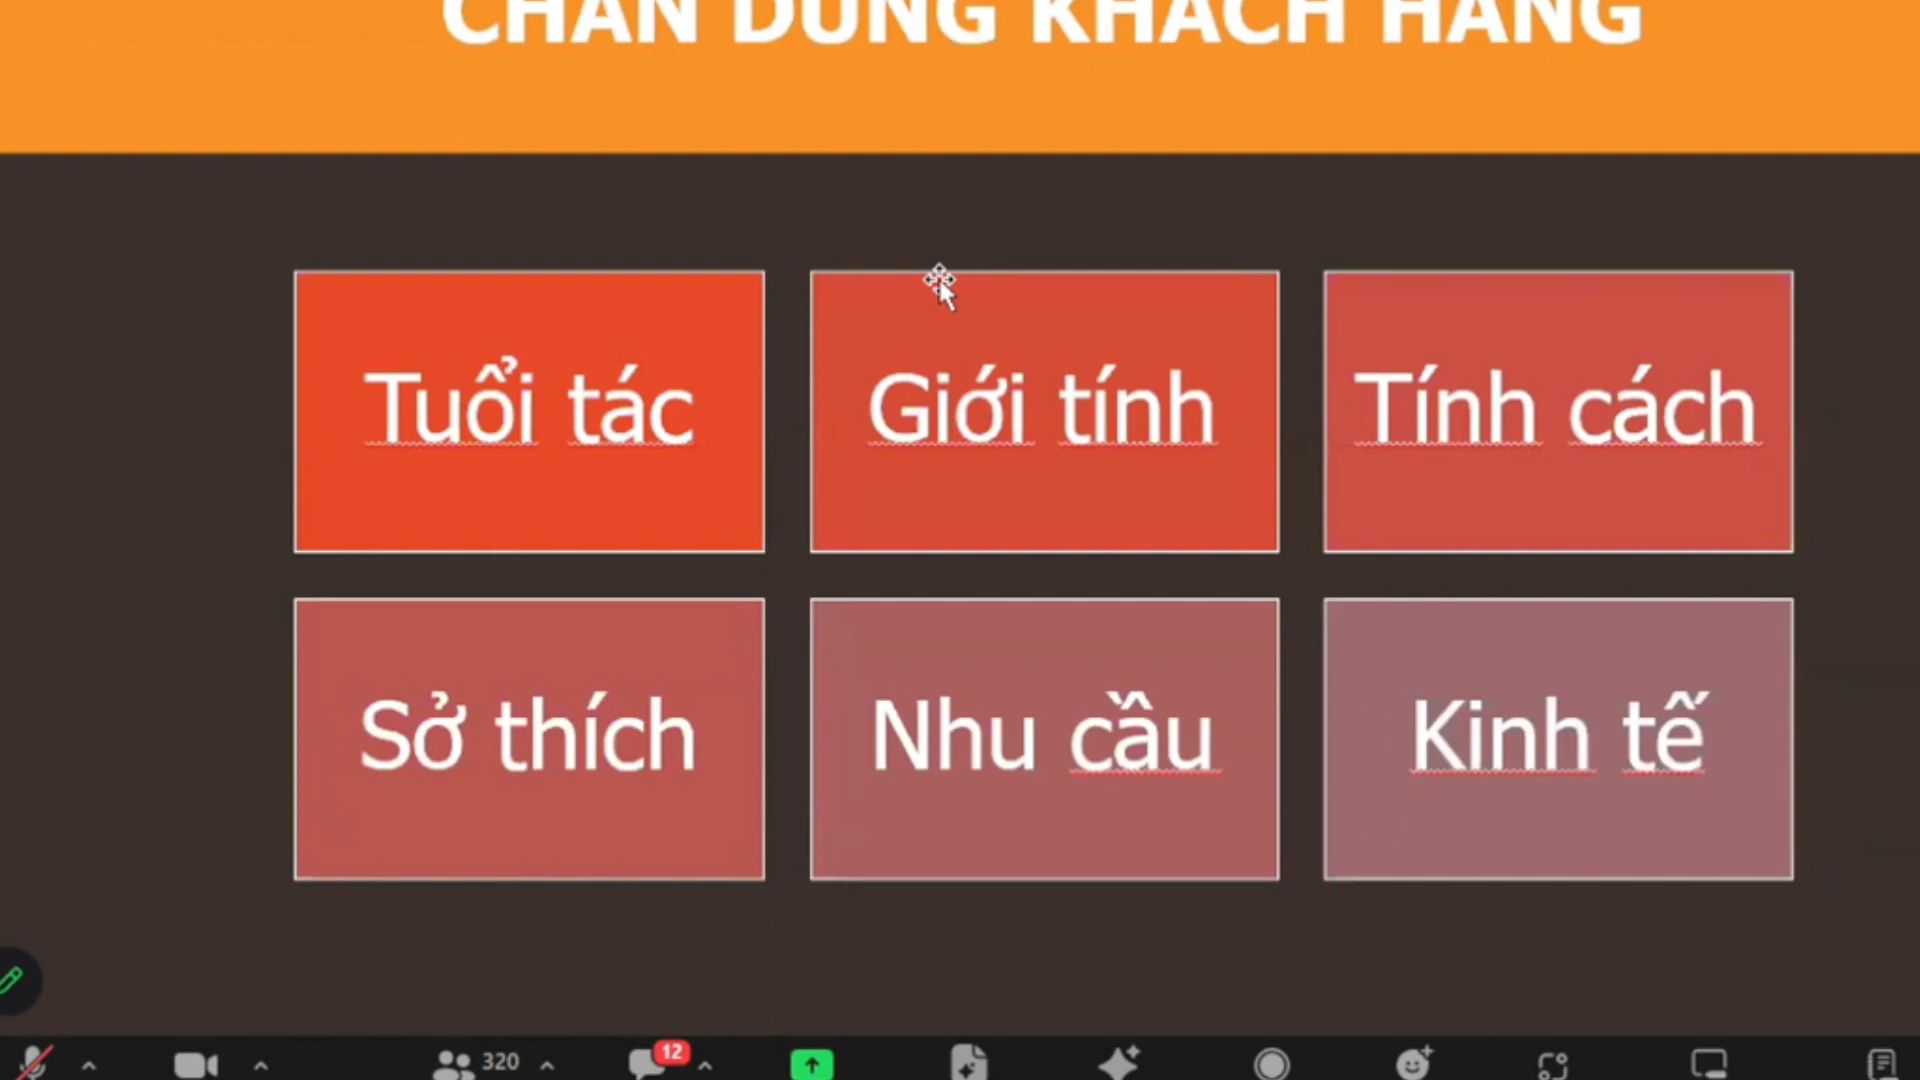 CHÂN DUNG KHÁCH HÀNG
Tuổi tác
Giới tính
Tính cách
Sở thích
Nhu cầu
Kinh tế
320
12